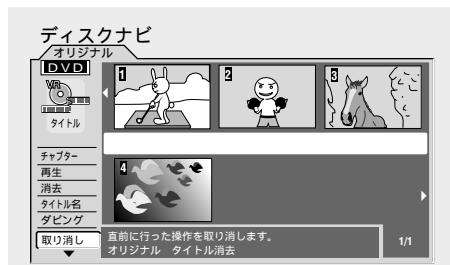 ディスクナビ
オリジナル
DVD
VR
タイトル
1
2
3
チャプター
再生
消去
タイトル名
ダビング
取り消し
4
直前に行った操作を取り消します。
オリジナル タイトル消去
1/1